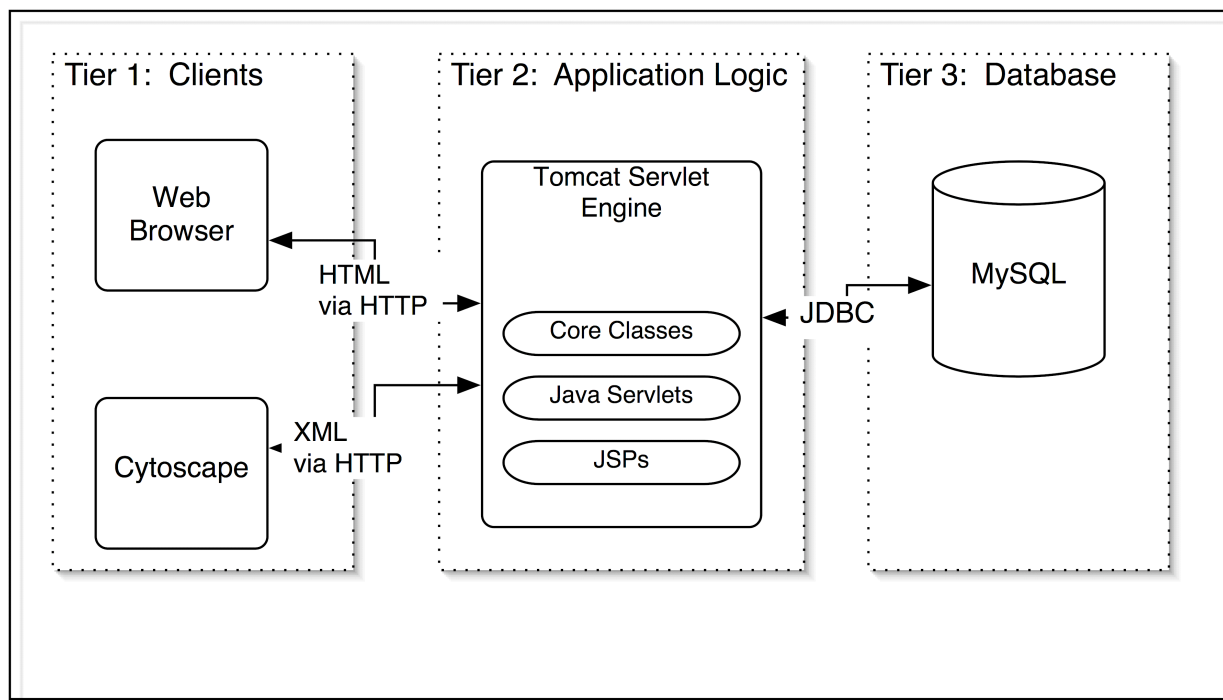 Tier 1:  Clients
Web
Browser
HTML
via HTTP
Cytoscape
XML
via HTTP
Tier 2:  Application Logic
Tomcat Servlet
Engine
Core Classes
Java Servlets
JSPs
JDBC
Tier 3:  Database
MySQL